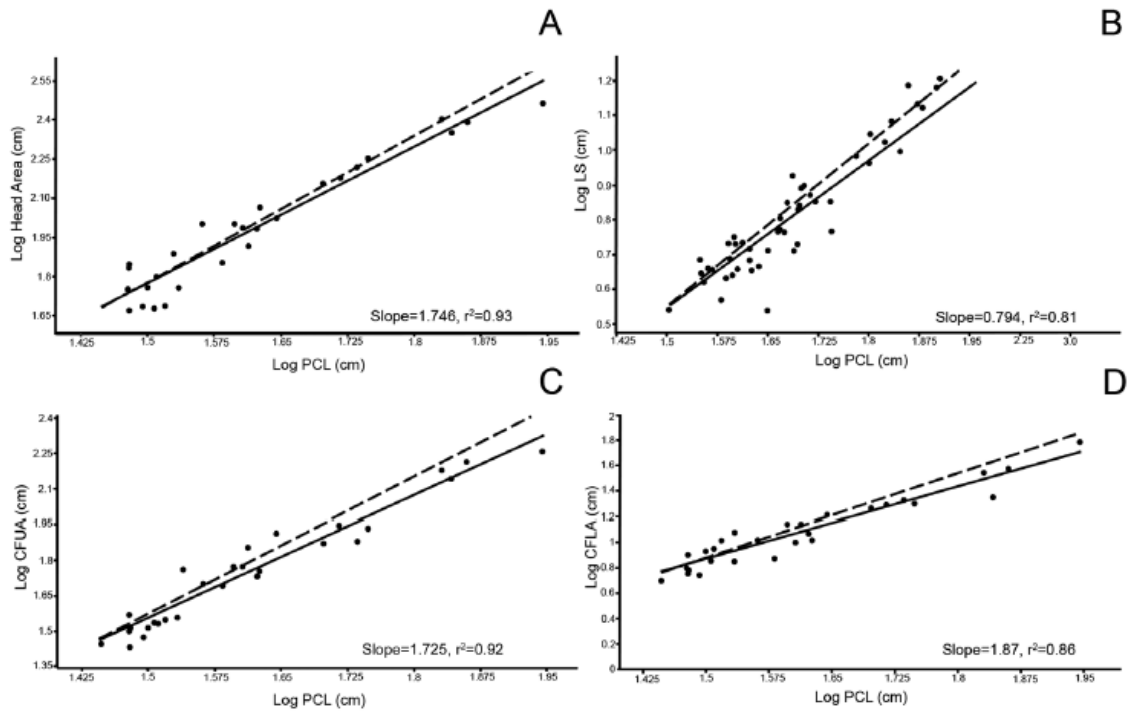 A
Log Head Area (cm)
2.55
2.4
2.25
2.10
1.95
1.8
1.65
Slope=1.746, r²=0.93
1.425 1.5 1.575 1.65 1.725 1.8 1.875 1.95
Log PCL (cm)
B
Log LS (cm)
1.2
1.1
1.0
0.9
0.8
0.7
0.6
0.5
Slope=0.794, r²=0.81
1.425 1.5 1.575 1.65 1.725 1.8 1.875 1.95 2.25 3.0
Log PCL (cm)
C
Log CFUA (cm)
2.4
2.25
2.1
1.95
1.8
1.65
1.5
1.35
Slope=1.725, r²=0.92
1.425 1.5 1.575 1.65 1.725 1.8 1.875 1.95
Log PCL (cm)
D
Log CFLA (cm)
2
1.8
1.6
1.4
1.2
1
0.8
0.6
0.4
0.2
0
Slope=1.87, r²=0.86
1.425 1.5 1.575 1.65 1.725 1.8 1.875 1.95
Log PCL (cm)